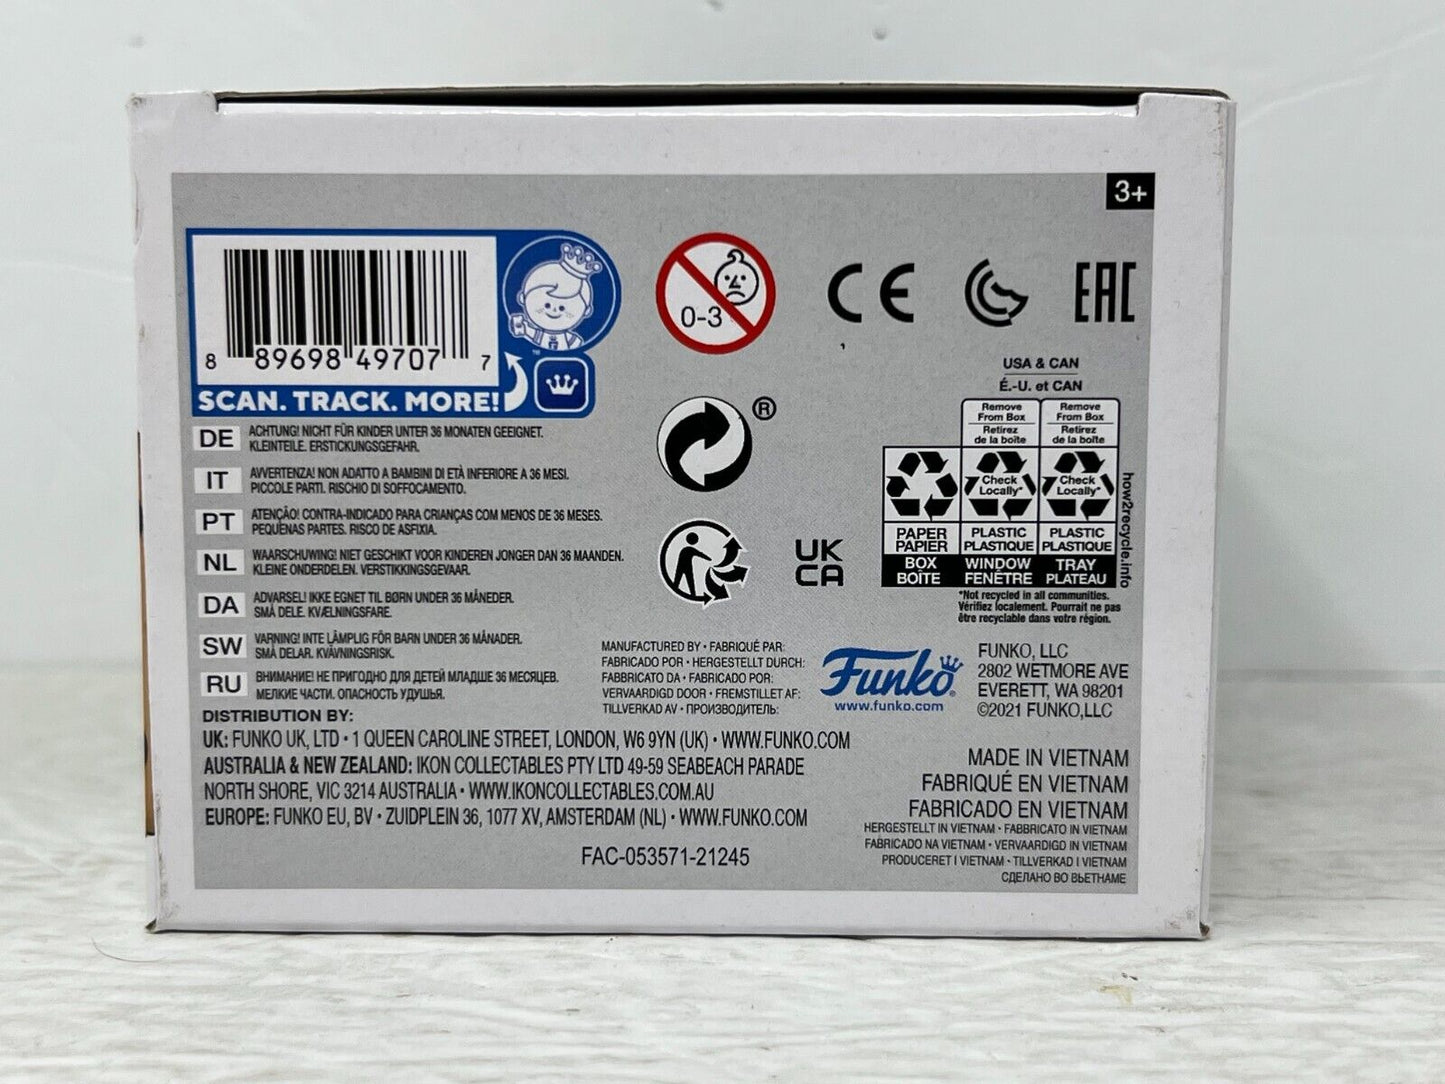 3+
8 89698 49707 7
SCAN. TRACK. MORE!
™
0-3
CE
EAC
®
UK
CA
USA & CAN
É.-U. et CAN
Remove
From Box
Retirez
de la boîte
Remove
From Box
Retirez
de la boîte
Check
Locally*
Check
Locally*
PAPER
PAPIER
BOX
BOÎTE
PLASTIC
PLASTIQUE
WINDOW
FENÊTRE
PLASTIC
PLASTIQUE
TRAY
PLATEAU
how2recycle.info
*Not recycled in all communities.
Vérifiez localement. Pourrait ne pas
être recyclable dans votre région.
DE ACHTUNG! NICHT FÜR KINDER UNTER 36 MONATEN GEEIGNET.
KLEINTEILE. ERSTICKUNGSGEFAHR.
IT AVVERTENZA! NON ADATTO A BAMBINI DI ETÀ INFERIORE A 36 MESI.
PICCOLE PARTI. RISCHIO DI SOFFOCAMENTO.
PT ATENÇÃO! CONTRA-INDICADO PARA CRIANÇAS COM MENOS DE 36 MESES.
PEQUENAS PARTES. RISCO DE ASFIXIA.
NL WAARSCHUWING! NIET GESCHIKT VOOR KINDEREN JONGER DAN 36 MAANDEN.
KLEINE ONDERDELEN. VERSTIKKINGSGEVAAR.
DA ADVARSEL! IKKE EGNET TIL BØRN UNDER 36 MÅNEDER.
SMÅ DELE. KVÆLNINGSFARE.
SW VARNING! INTE LÄMPLIG FÖR BARN UNDER 36 MÅNADER.
SMÅ DELAR. KVÄVNINGSRISK.
RU ВНИМАНИЕ! НЕ ПРИГОДНО ДЛЯ ДЕТЕЙ МЛАДШЕ 36 МЕСЯЦЕВ.
МЕЛКИЕ ЧАСТИ. ОПАСНОСТЬ УДУШЬЯ.
MANUFACTURED BY • FABRIQUÉ PAR:
FABRICADO POR • HERGESTELLT DURCH:
FABBRICATO DA • FABRICADO POR:
VERVAARDIGD DOOR • FREMSTILLET AF:
TILLVERKAD AV • ПРОИЗВОДИТЕЛЬ:
Funko®
www.funko.com
FUNKO, LLC
2802 WETMORE AVE
EVERETT, WA 98201
©2021 FUNKO,LLC
DISTRIBUTION BY:
UK: FUNKO UK, LTD • 1 QUEEN CAROLINE STREET, LONDON, W6 9YN (UK) • WWW.FUNKO.COM
AUSTRALIA & NEW ZEALAND: IKON COLLECTABLES PTY LTD 49-59 SEABEACH PARADE
NORTH SHORE, VIC 3214 AUSTRALIA • WWW.IKONCOLLECTABLES.COM.AU
EUROPE: FUNKO EU, BV • ZUIDPLEIN 36, 1077 XV, AMSTERDAM (NL) • WWW.FUNKO.COM
FAC-053571-21245
MADE IN VIETNAM
FABRIQUÉ EN VIETNAM
FABRICADO EN VIETNAM
HERGESTELLT IN VIETNAM • FABBRICATO IN VIETNAM
FABRICADO NA VIETNAM • VERVAARDIGD IN VIETNAM
PRODUCERET I VIETNAM • TILLVERKAD I VIETNAM
СДЕЛАНО ВО ВЬЕТНАМЕ